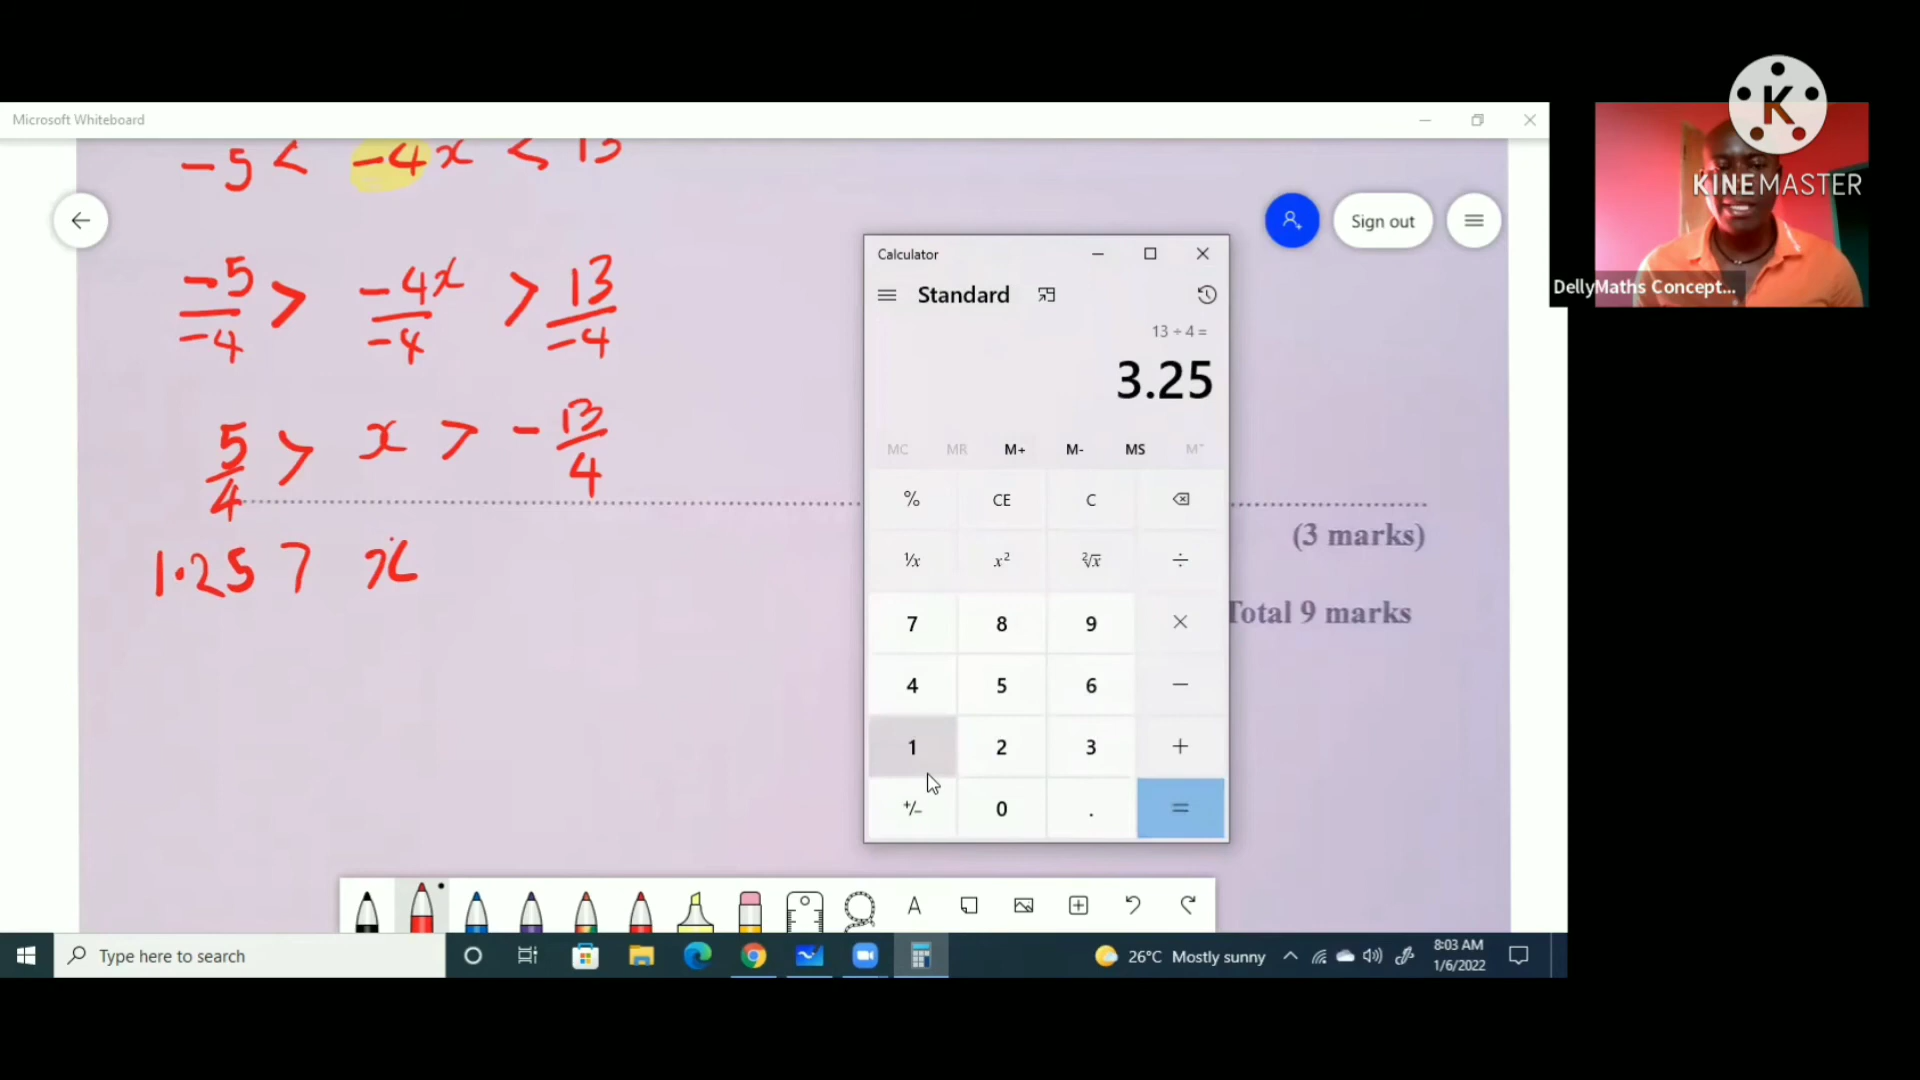 Microsoft Whiteboard
-5 < -4x < 13
K
KINEMASTER
DellyMaths Concept...
Sign out
Calculator
Standard
13 ÷ 4 =
3.25
-5/-4 > -4x/-4 > 13/-4
MC MR M+ M- MS M˅
5/4 > x > -13/4
% CE C
(3 marks)
1.25 > x
¹/x x² ²√x ÷
7 8 9 ×
Total 9 marks
4 5 6 −
1 2 3 +
+/− 0 . =
A
Type here to search
26°C Mostly sunny
8:03 AM
1/6/2022